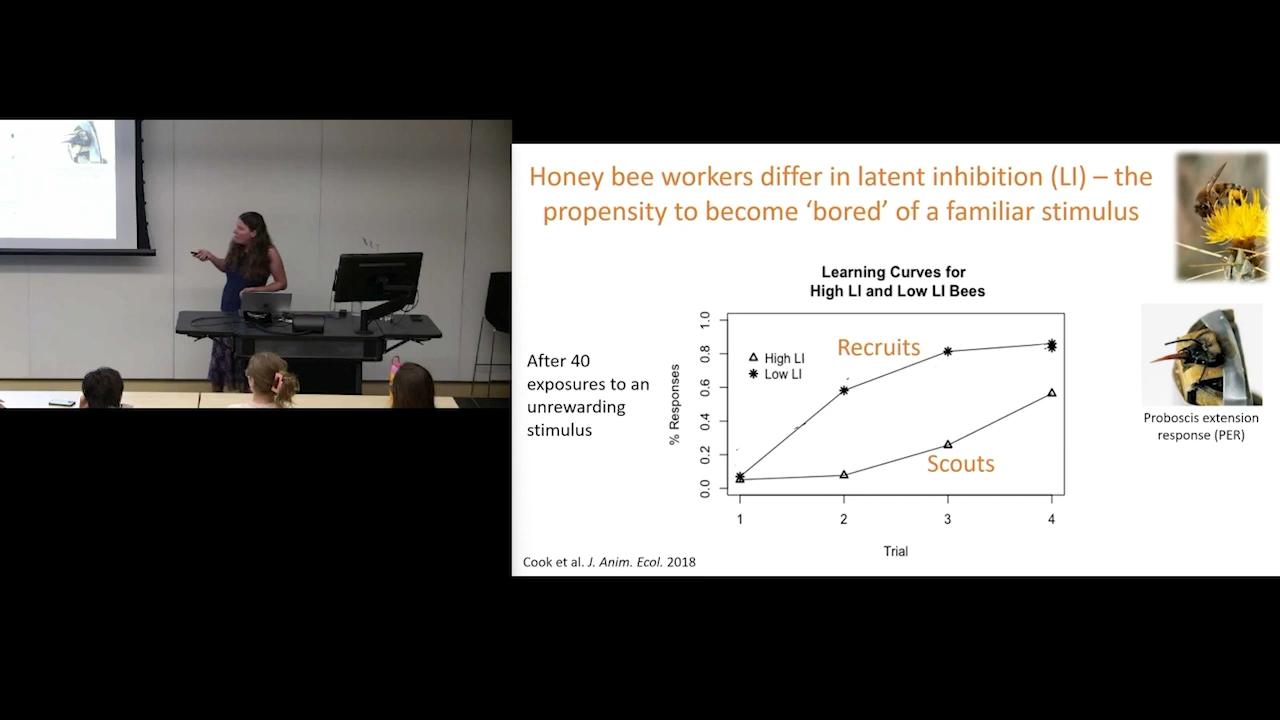 Honey bee workers differ in latent inhibition (LI) – the
propensity to become ‘bored’ of a familiar stimulus
Learning Curves for
High LI and Low LI Bees
After 40
exposures to an
unrewarding
stimulus
% Responses
1.0
0.8
0.6
0.4
0.2
0.0
High LI
Low LI
Recruits
Scouts
1 2 3 4
Trial
Proboscis extension
response (PER)
Cook et al. J. Anim. Ecol. 2018